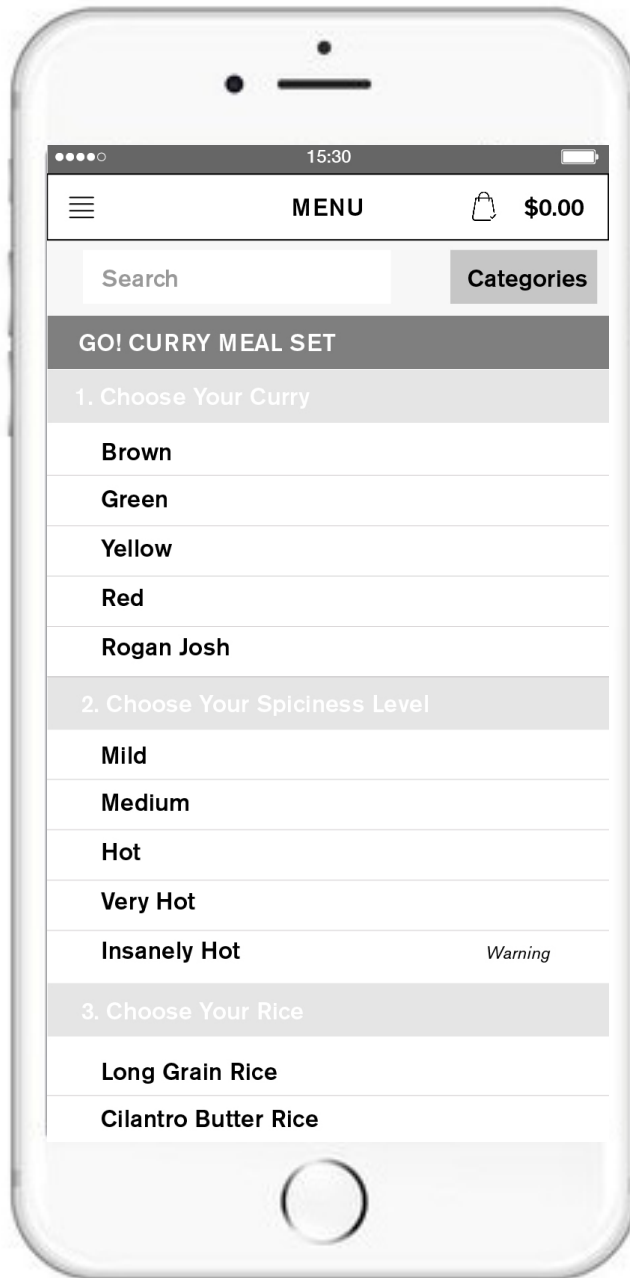 15:30
MENU $0.00
Search Categories
GO! CURRY MEAL SET
1. Choose Your Curry
Brown
Green
Yellow
Red
Rogan Josh
2. Choose Your Spiciness Level
Mild
Medium
Hot
Very Hot
Insanely Hot Warning
3. Choose Your Rice
Long Grain Rice
Cilantro Butter Rice